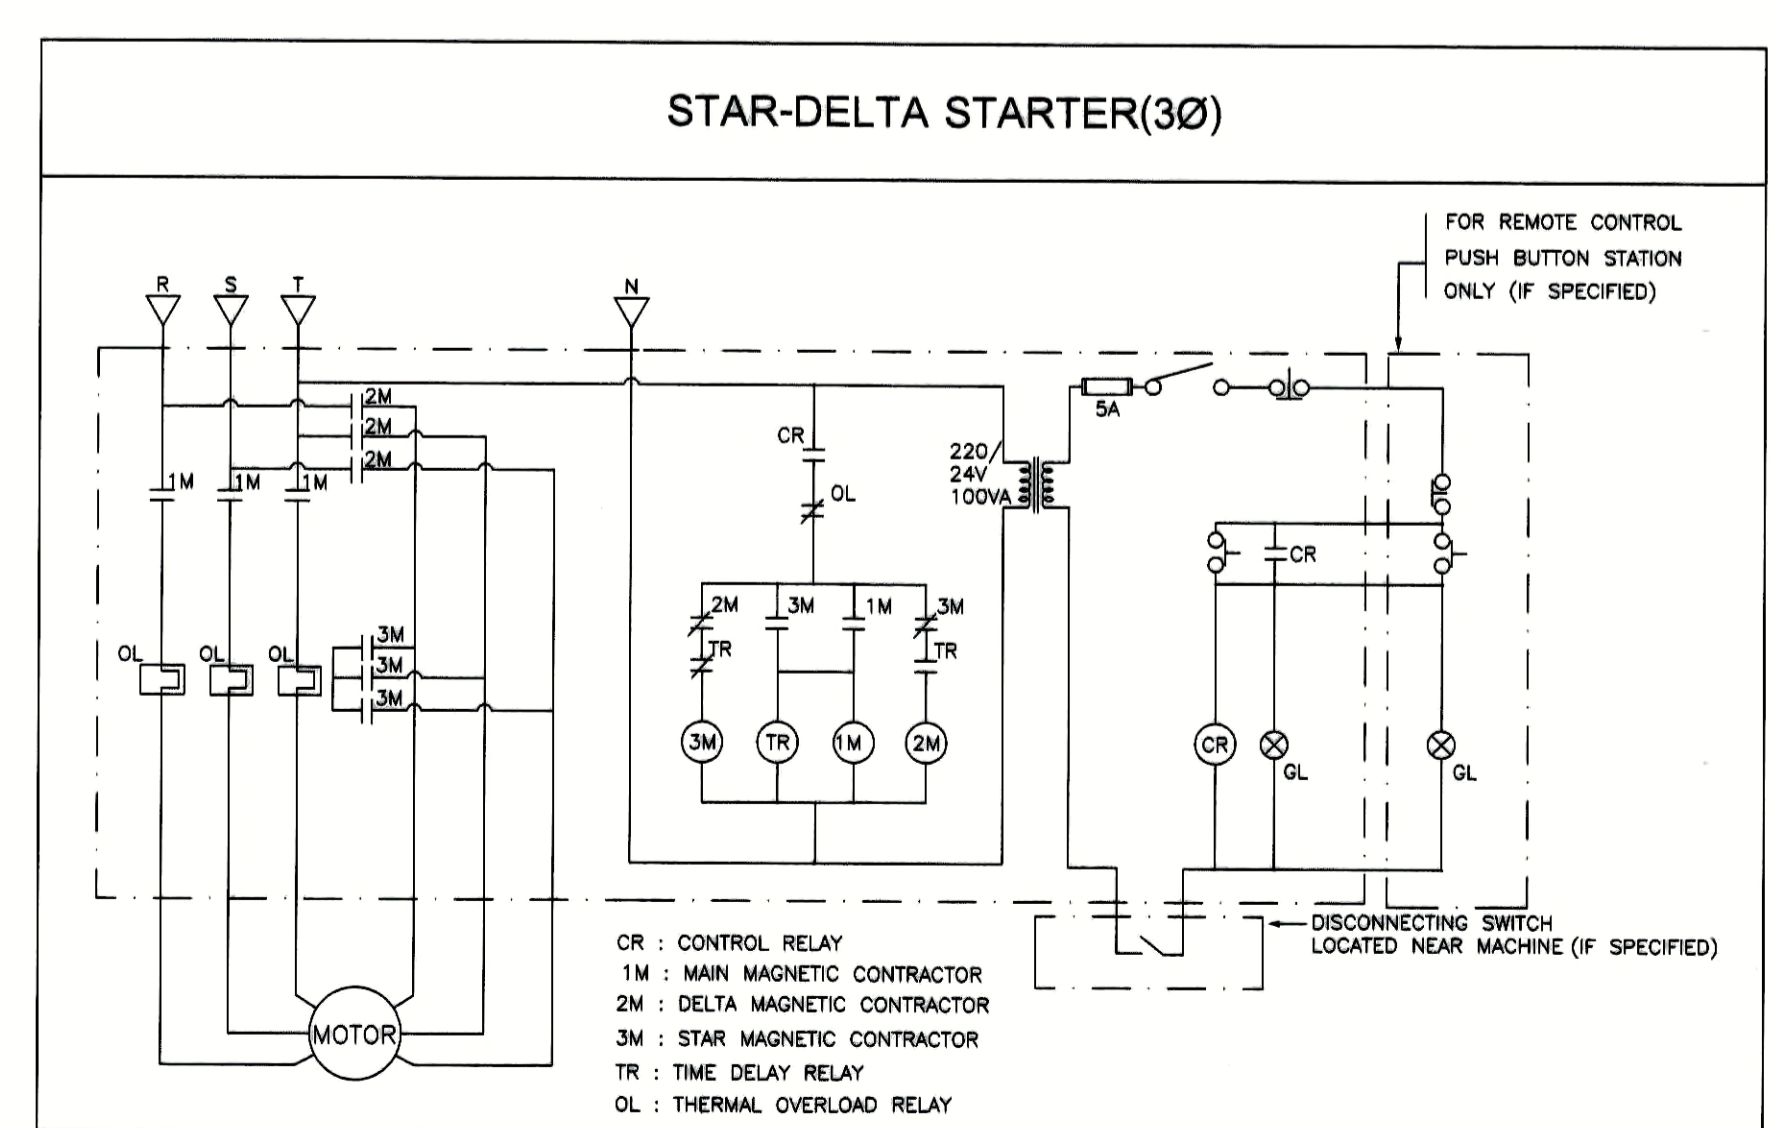 STAR-DELTA STARTER(3Ø)
FOR REMOTE CONTROL
PUSH BUTTON STATION
ONLY (IF SPECIFIED)
R
S
T
N
2M
2M
2M
1M
1M
1M
CR
OL
220/
24V
100VA
5A
CR
OL
OL
OL
3M
3M
3M
2M
3M
1M
3M
TR
TR
3M
TR
1M
2M
CR
GL
GL
MOTOR
DISCONNECTING SWITCH
LOCATED NEAR MACHINE (IF SPECIFIED)
CR : CONTROL RELAY
1M : MAIN MAGNETIC CONTRACTOR
2M : DELTA MAGNETIC CONTRACTOR
3M : STAR MAGNETIC CONTRACTOR
TR : TIME DELAY RELAY
OL : THERMAL OVERLOAD RELAY